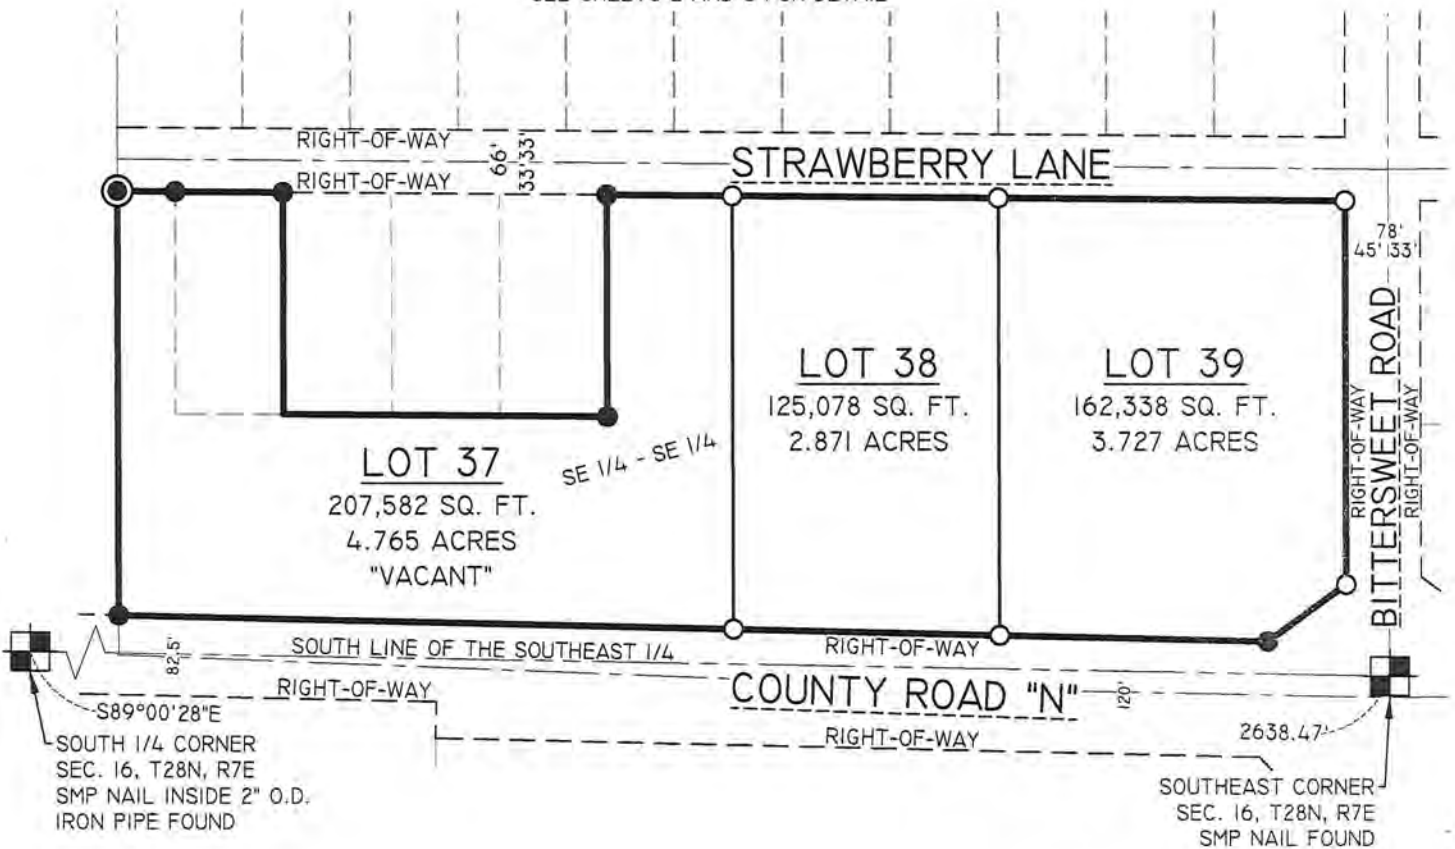 RIGHT-OF-WAY
66'
33' 33'
RIGHT-OF-WAY
STRAWBERRY LANE
78'
45' 33'
LOT 38
125,078 SQ. FT.
2.871 ACRES
LOT 39
162,338 SQ. FT.
3.727 ACRES
RIGHT-OF-WAY
BITTERSWEET ROAD
RIGHT-OF-WAY
LOT 37
207,582 SQ. FT.
4.765 ACRES
"VACANT"
SE 1/4 - SE 1/4
82.5'
SOUTH LINE OF THE SOUTHEAST 1/4
RIGHT-OF-WAY
RIGHT-OF-WAY
COUNTY ROAD "N"
120'
RIGHT-OF-WAY
S89°00'28"E
2638.47'
SOUTH 1/4 CORNER
SEC. 16, T28N, R7E
SMP NAIL INSIDE 2" O.D.
IRON PIPE FOUND
SOUTHEAST CORNER
SEC. 16, T28N, R7E
SMP NAIL FOUND